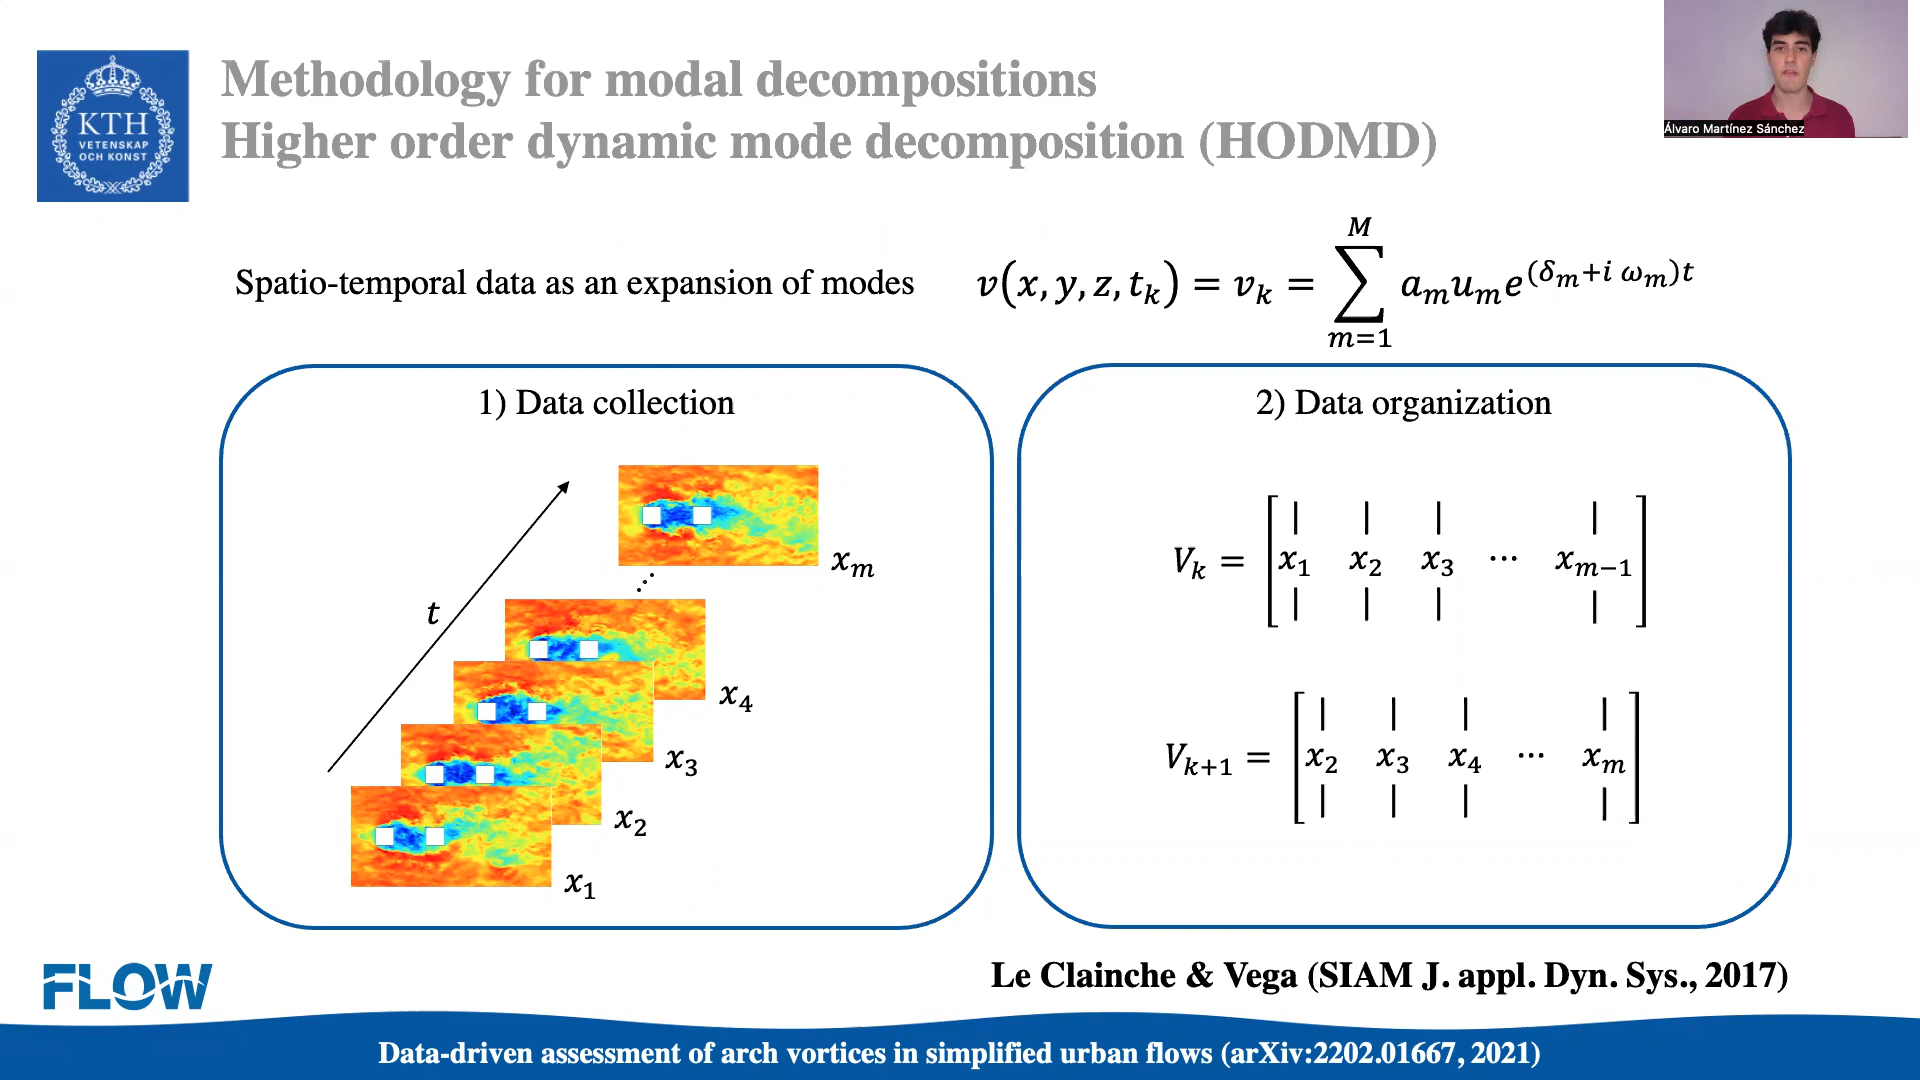 KTH
VETENSKAP
OCH KONST
Methodology for modal decompositions
Higher order dynamic mode decomposition (HODMD)
Álvaro Martínez Sánchez
Spatio-temporal data as an expansion of modes
v(x, y, z, t_k) = v_k = \sum_{m=1}^{M} a_m u_m e^{(δ_m + i ω_m)t}
1) Data collection
t
x_m
⋰
x_4
x_3
x_2
x_1
2) Data organization
V_k = [x_1 x_2 x_3 ⋯ x_{m−1}]
V_{k+1} = [x_2 x_3 x_4 ⋯ x_m]
Le Clainche & Vega (SIAM J. appl. Dyn. Sys., 2017)
FLOW
Data-driven assessment of arch vortices in simplified urban flows (arXiv:2202.01667, 2021)